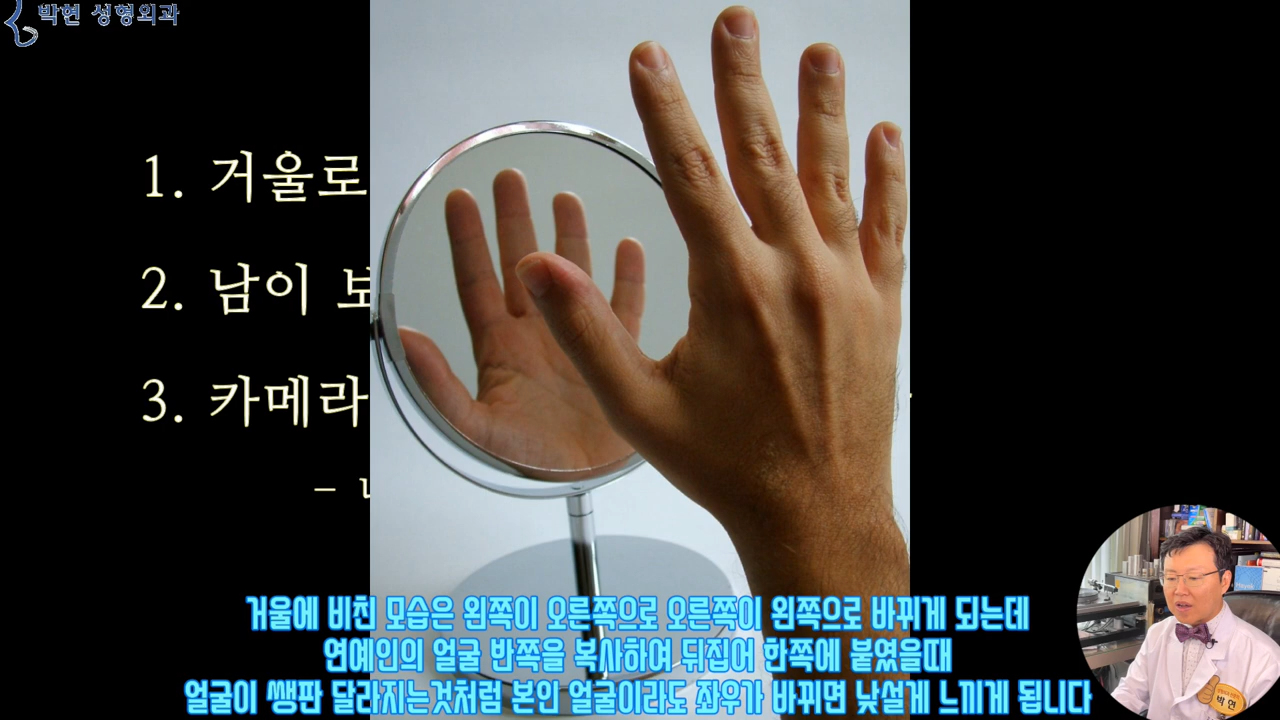 박현 성형외과
1. 거울로
2. 남이
3. 카메라
–
거울에 비친 모습은 왼쪽이 오른쪽으로 오른쪽이 왼쪽으로 바뀌게 되는데
연예인의 얼굴 반쪽을 복사하여 뒤집어 한쪽에 붙였을때
얼굴이 쌩판 달라지는것처럼 본인 얼굴이라도 좌우가 바뀌면 낯설게 느끼게 됩니다
박 현